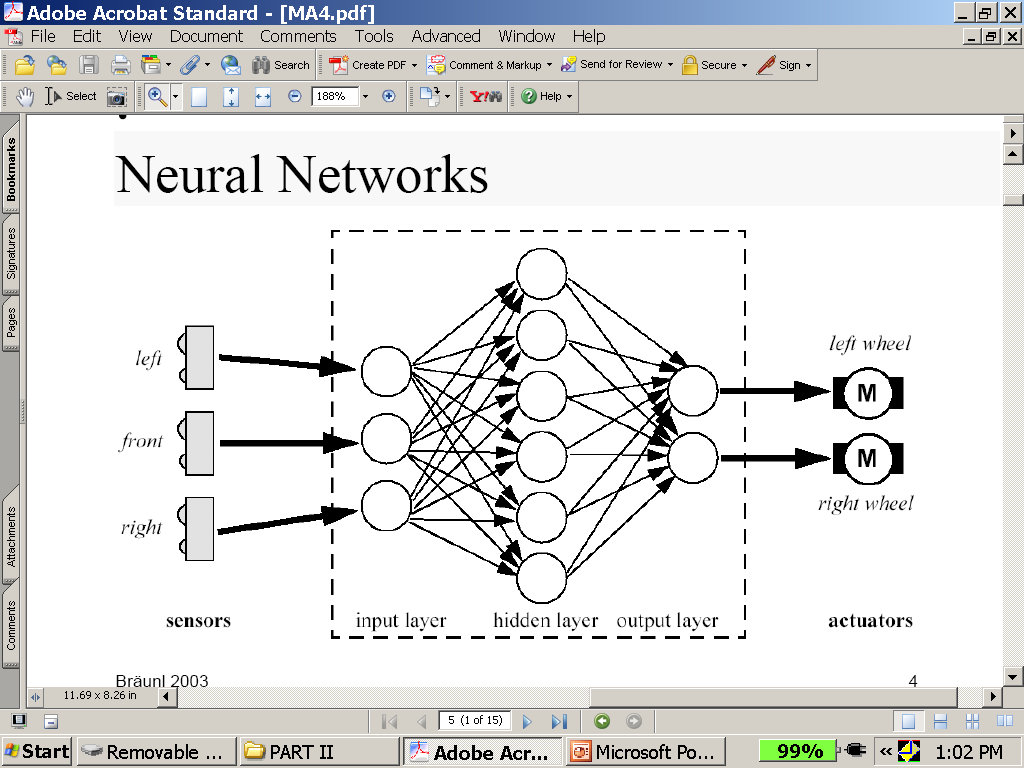 Adobe Acrobat Standard - [MA4.pdf]
File Edit View Document Comments Tools Advanced Window Help
Search Create PDF Comment & Markup Send for Review Secure Sign
Select 188% Y! Help
Bookmarks
Signatures
Pages
Attachments
Comments
Neural Networks
left
front
right
left wheel
M
M
right wheel
sensors input layer hidden layer output layer actuators
Bräunl 2003 4
11.69 x 8.26 in
5 (1 of 15)
Start Removable ... PART II Adobe Acr... Microsoft Po... 99% « 1:02 PM